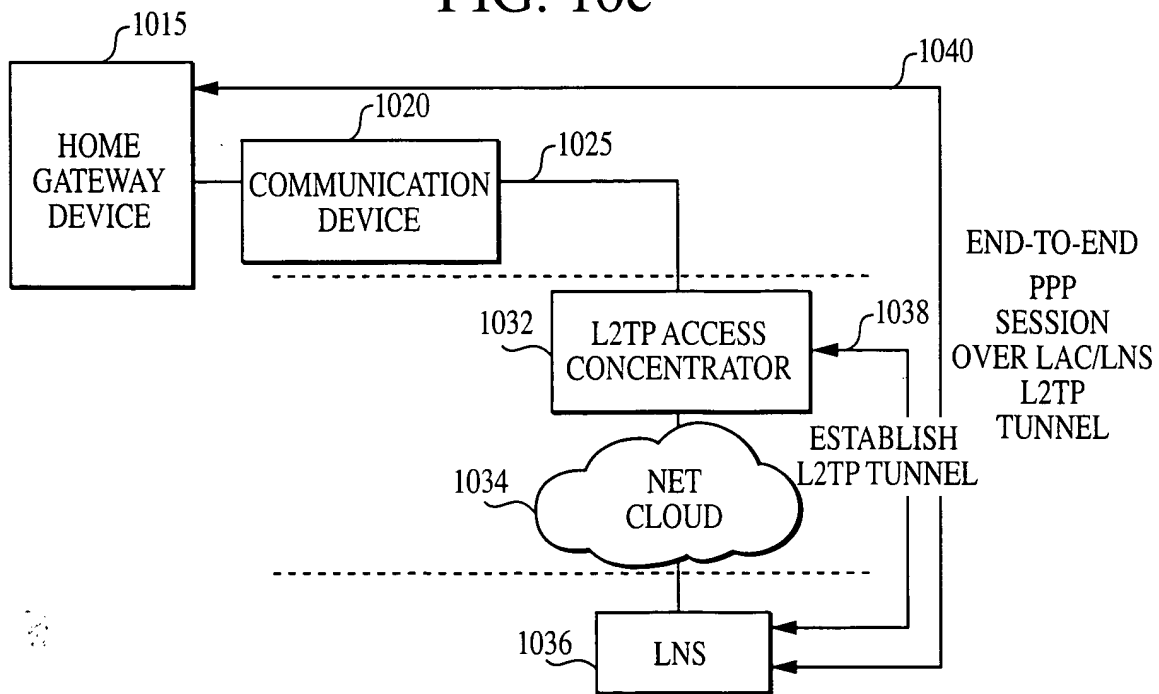 FIG. 10c
1015
HOME
GATEWAY
DEVICE
1020
COMMUNICATION
DEVICE
1025
1040
1032
L2TP ACCESS
CONCENTRATOR
1038
END-TO-END
PPP
SESSION
OVER LAC/LNS
L2TP
TUNNEL
ESTABLISH
L2TP TUNNEL
1034
NET
CLOUD
1036
LNS